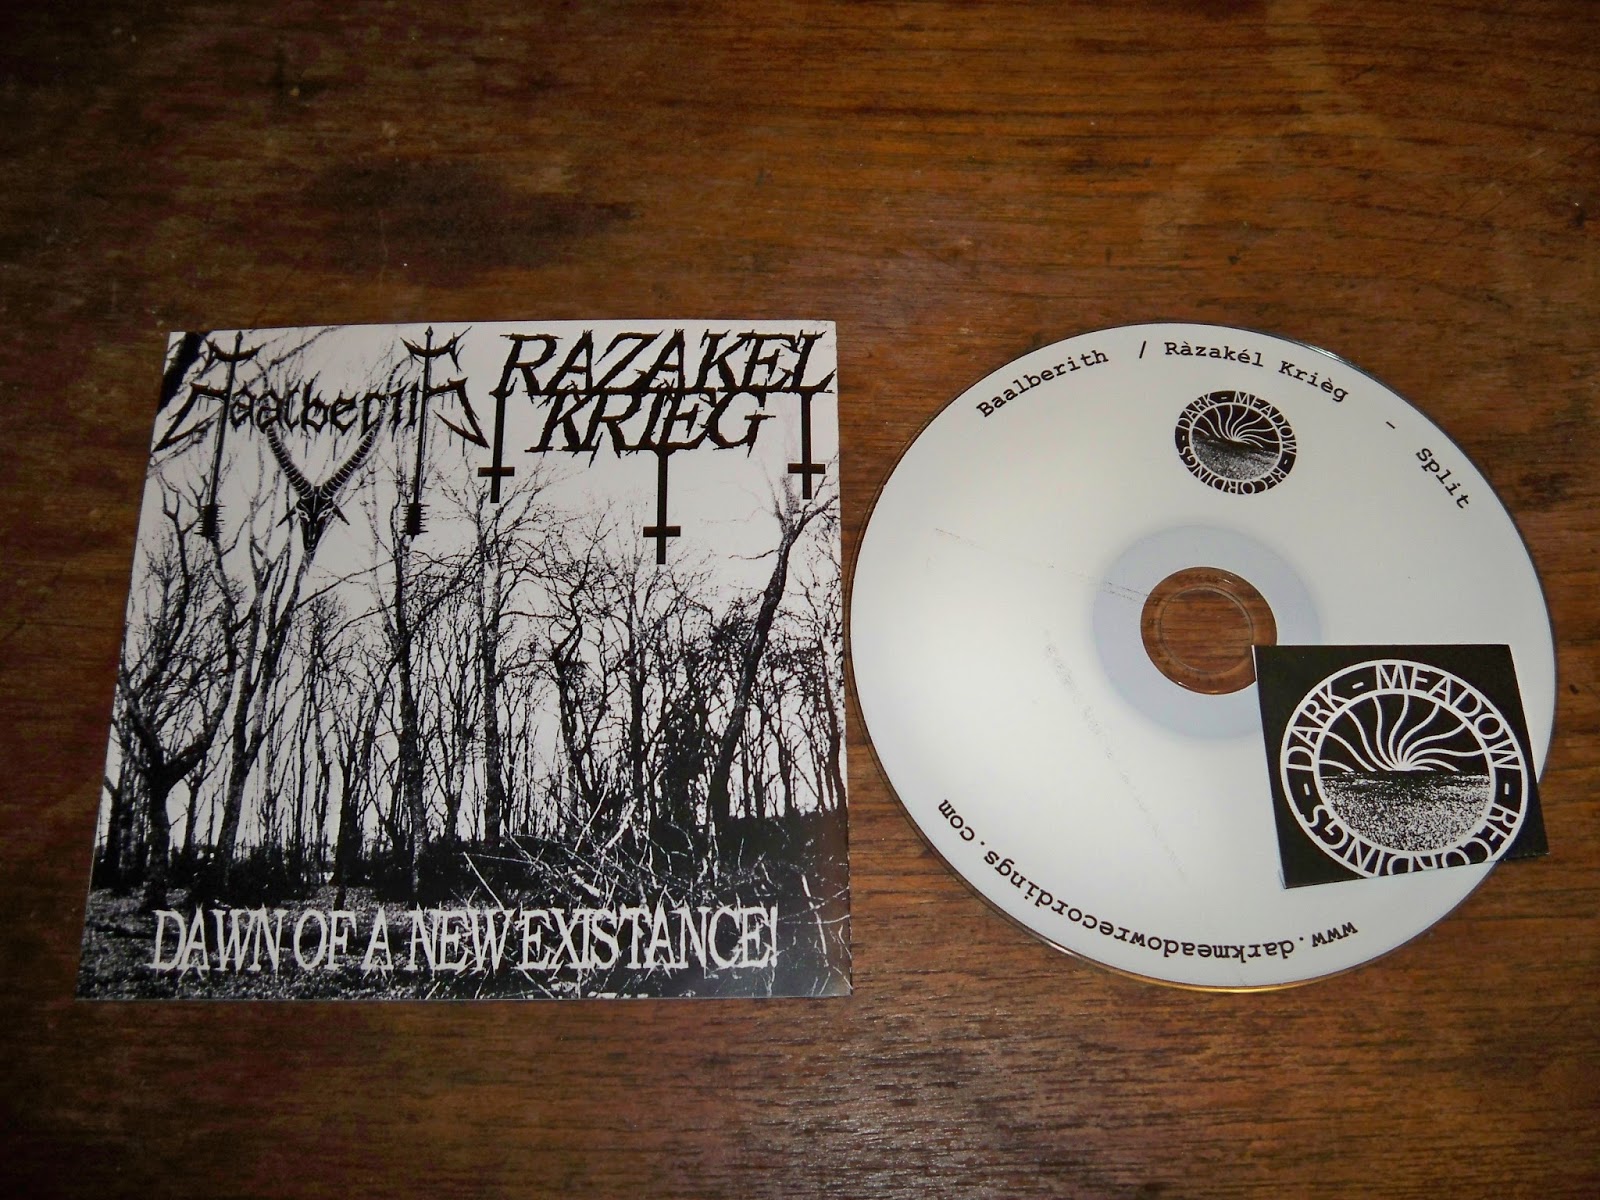 Baalberith
RAZAKEL
KRIEG
DAWN OF A NEW EXISTANCE!
Baalberith / Ràzakél Krièg - Split
DARK - MEADOW - RECORDINGS -
www.darkmeadowrecordings.com
DARK - MEADOW - RECORDINGS -